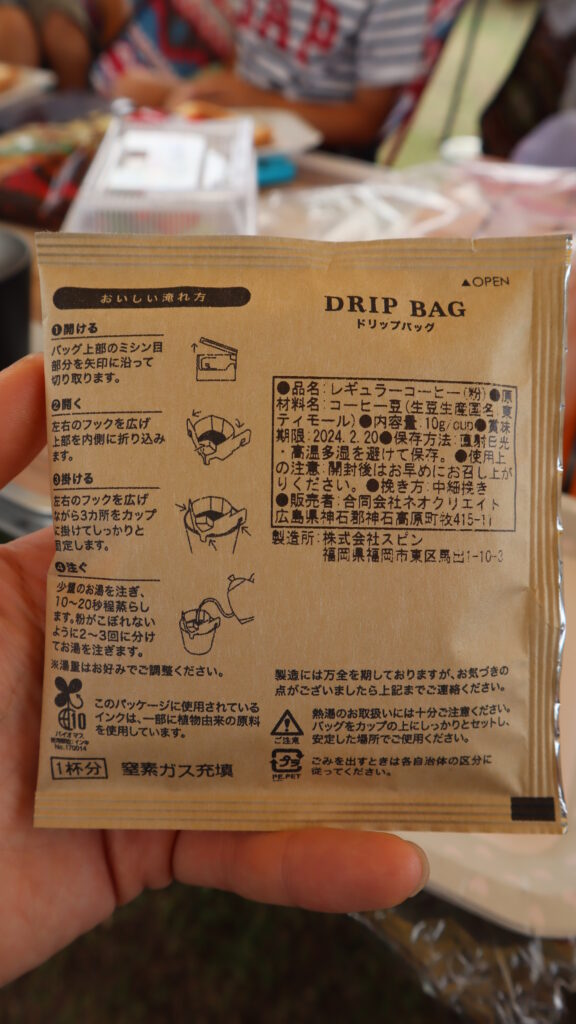 GAP
▲OPEN
おいしい淹れ方
❶開ける
バッグ上部のミシン目
部分を矢印に沿って
切り取ります。
❷開く
左右のフックを広げ
上部を内側に折り込み
ます。
❸掛ける
左右のフックを広げ
ながら3カ所をカップ
に掛けてしっかりと
固定します。
❹注ぐ
少量のお湯を注ぎ、
10〜20秒程蒸らしま
す。粉がこぼれない
ように2〜3回に分け
てお湯を注ぎます。
※湯量はお好みでご調整ください。
DRIP BAG
ドリップバッグ
●品名:レギュラーコーヒー(粉)●原
材料名:コーヒー豆(生豆生産国名:東
ティモール)●内容量:10g/CUP●賞味
期限:2024.2.20●保存方法:直射日光
・高温多湿を避けて保存。●使用上
の注意:開封後はお早めにお召し上が
りください。●挽き方:中細挽き
●販売者:合同会社ネオクリエイト
広島県神石郡神石高原町牧415-11
製造所:株式会社スピン
福岡県福岡市東区馬出1-10-3
製造には万全を期しておりますが、お気づきの
点がございましたら上記までご連絡ください。
ご注意
熱湯のお取扱いには十分ご注意ください。
バッグをカップの上にしっかりとセットし、
安定した場所でご使用ください。
プラ
PE.PET
ごみを出すときは各自治体の区分に
従ってください。
10
バイオマス
No.170014
このパッケージに使用されている
インクは、一部に植物由来の原料
を使用しています。
1杯分 窒素ガス充填